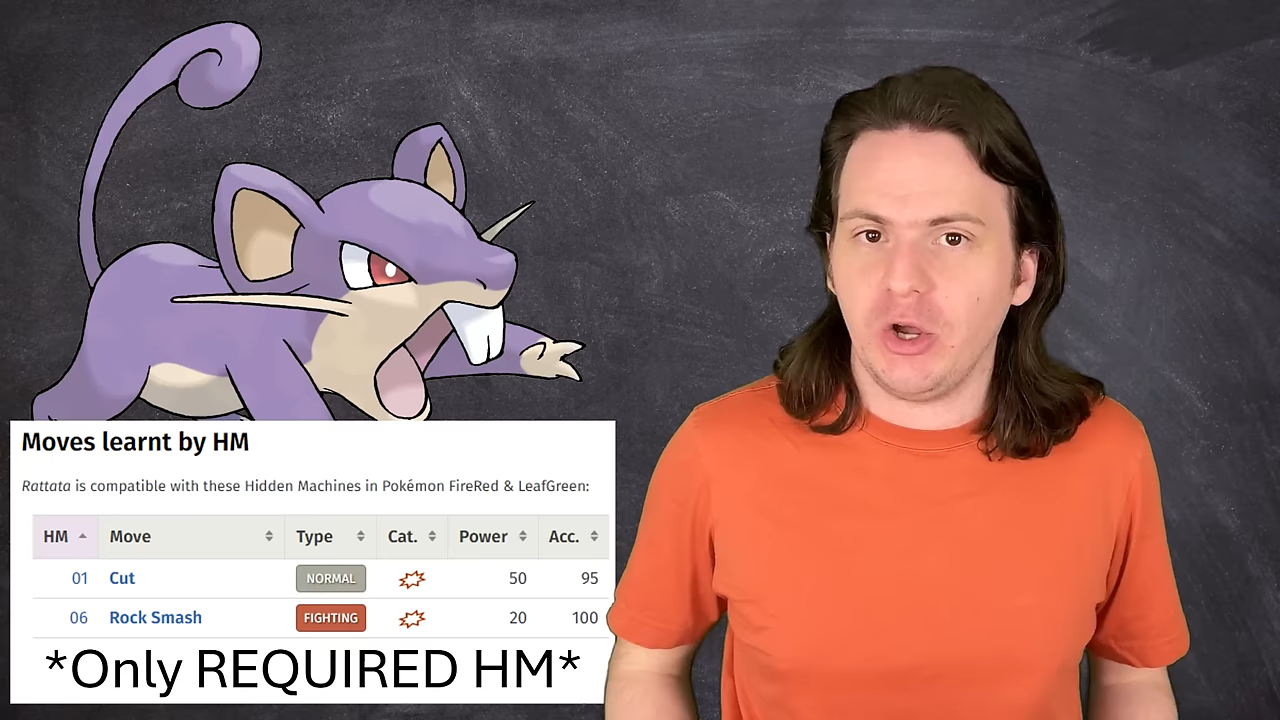 Moves learnt by HM
Rattata is compatible with these Hidden Machines in Pokémon FireRed & LeafGreen:
HM Move Type Cat. Power Acc.
01 Cut NORMAL 50 95
06 Rock Smash FIGHTING 20 100
*Only REQUIRED HM*